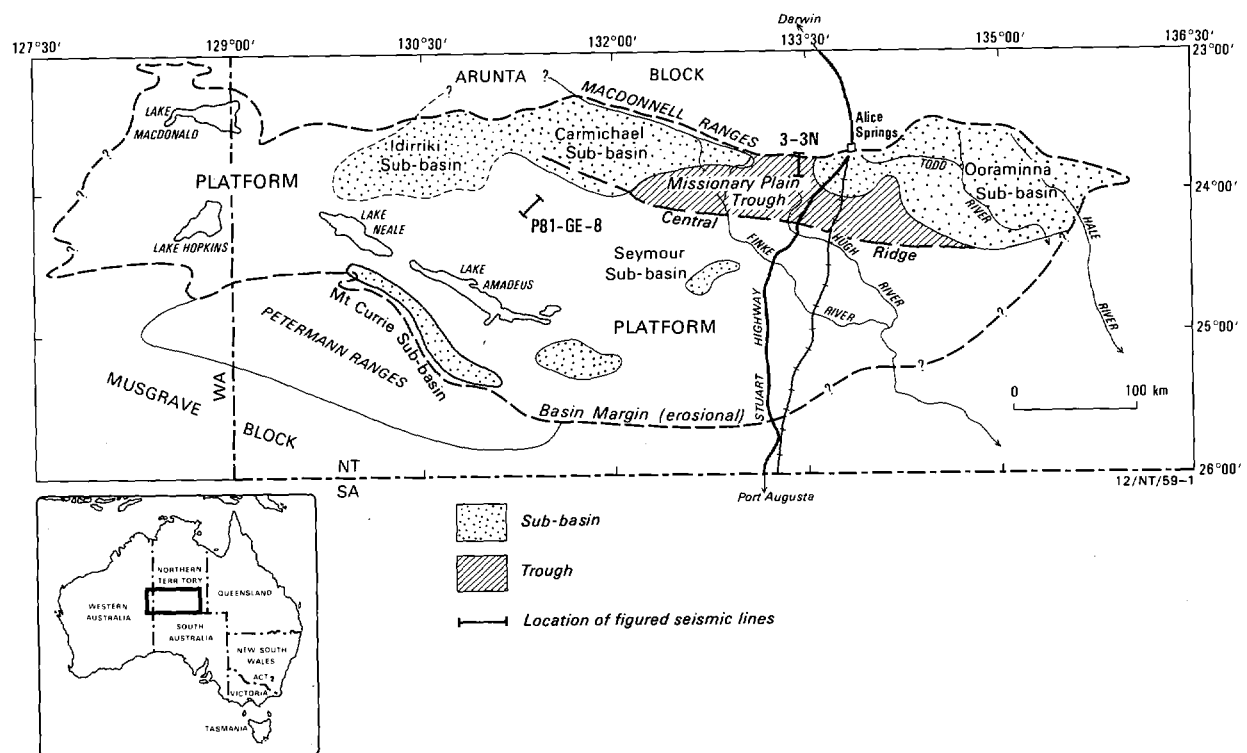 Darwin
127°30′
129°00′
130°30′
132°00′
133°30′
135°00′
136°30′
23°00′
ARUNTA
BLOCK
MACDONNELL RANGES
LAKE
MACDONALD
?
?
?
3-3N
Alice
Springs
Idirriki
Sub-basin
Carmichael
Sub-basin
TODD
RIVER
Ooraminna
Sub-basin
PLATFORM
Missionary Plain
Trough
24°00′
?
LAKE HOPKINS
LAKE
NEALE
P81-GE-8
Central
Ridge
FINKE
RIVER
HUGH
RIVER
HALE
RIVER
?
?
Seymour
Sub-basin
LAKE
AMADEUS
Mt Currie Sub-basin
PETERMANN RANGES
PLATFORM
25°00′
?
?
?
MUSGRAVE
BLOCK
WA
STUART HIGHWAY
0 100 km
Basin Margin (erosional)
NT
SA
26°00′
12/NT/59-1
Port Augusta
NORTHERN
TERRITORY
QUEENSLAND
WESTERN
AUSTRALIA
SOUTH
AUSTRALIA
NEW SOUTH
WALES
ACT
VICTORIA
TASMANIA
Sub-basin
Trough
Location of figured seismic lines